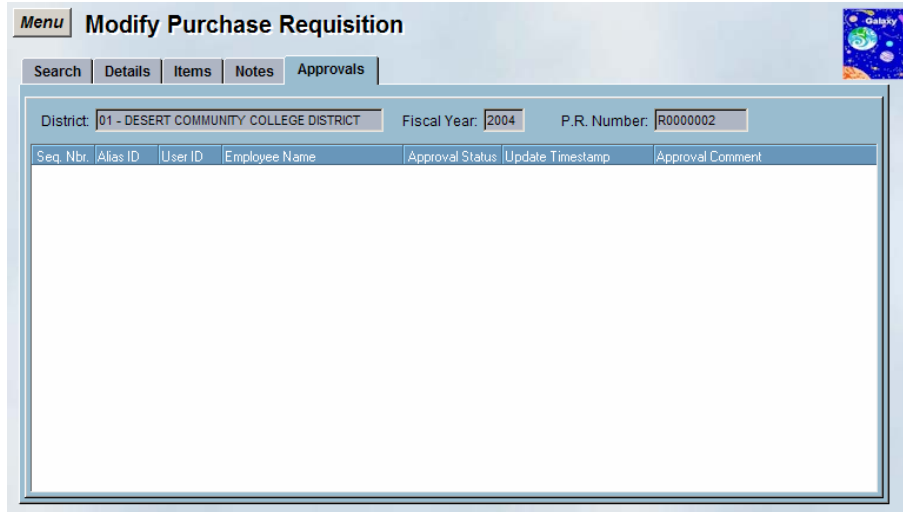 Menu Modify Purchase Requisition
Galaxy
Search Details Items Notes Approvals
District: 01 - DESERT COMMUNITY COLLEGE DISTRICT Fiscal Year: 2004 P.R. Number: R0000002
Seq. Nbr. Alias ID User ID Employee Name Approval Status Update Timestamp Approval Comment